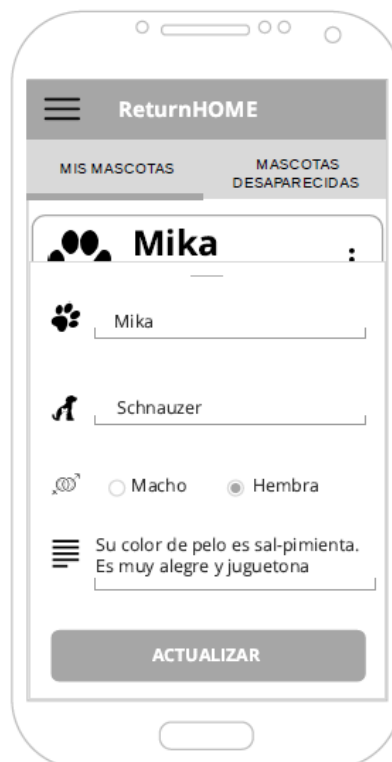 ReturnHOME
MIS MASCOTAS
MASCOTAS
DESAPARECIDAS
Mika
Mika
Schnauzer
Macho
Hembra
Su color de pelo es sal-pimienta.
Es muy alegre y juguetona
ACTUALIZAR